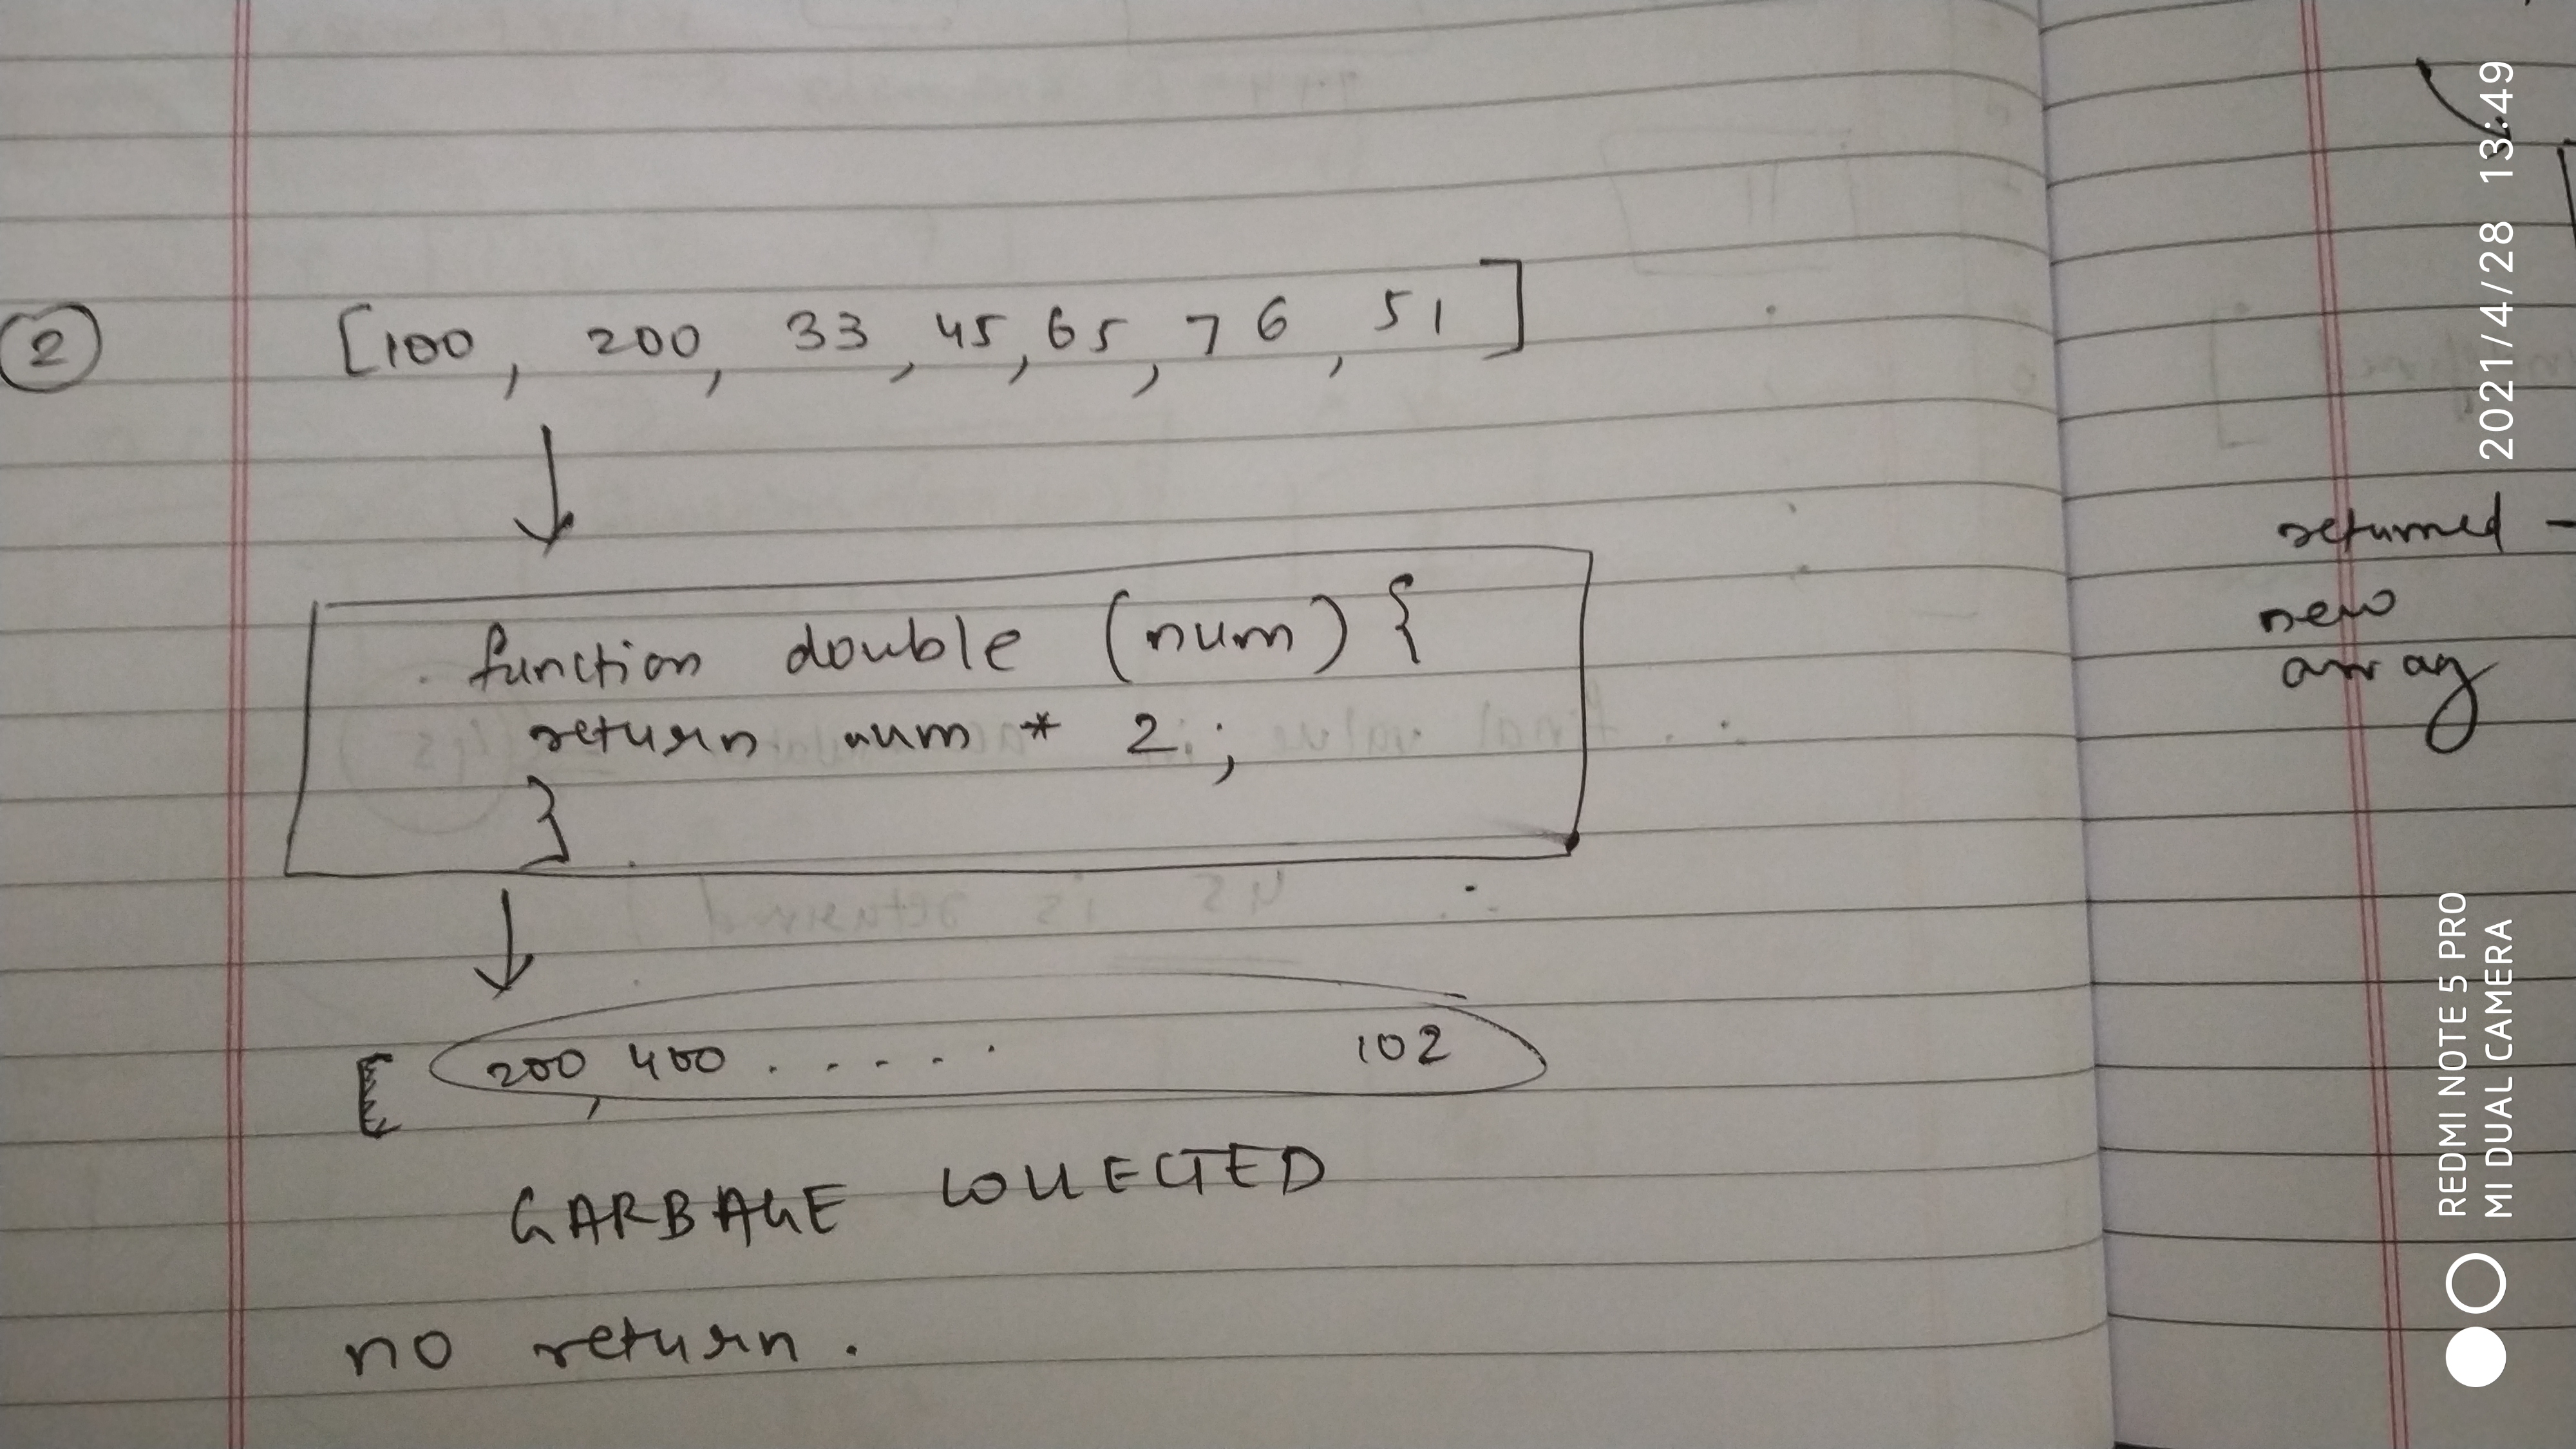 2 [100, 200, 33, 45, 65, 76, 51]
function double (num) {
return num * 2;
}
[ 200, 400 . . . . . 102
GARBAGE COLLECTED
no return.
returned -
new
array
2021/4/28 13:49
REDMI NOTE 5 PRO
MI DUAL CAMERA